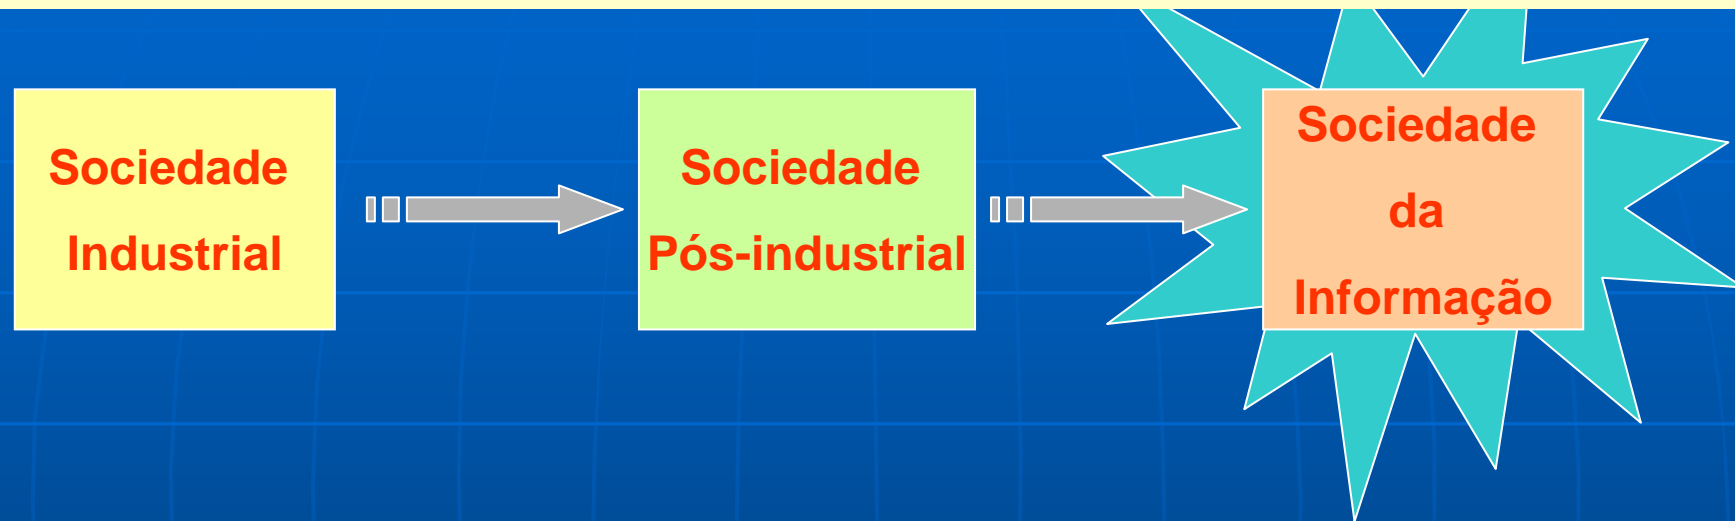 Sociedade
Industrial
Sociedade
Pós-industrial
Sociedade
da
Informação